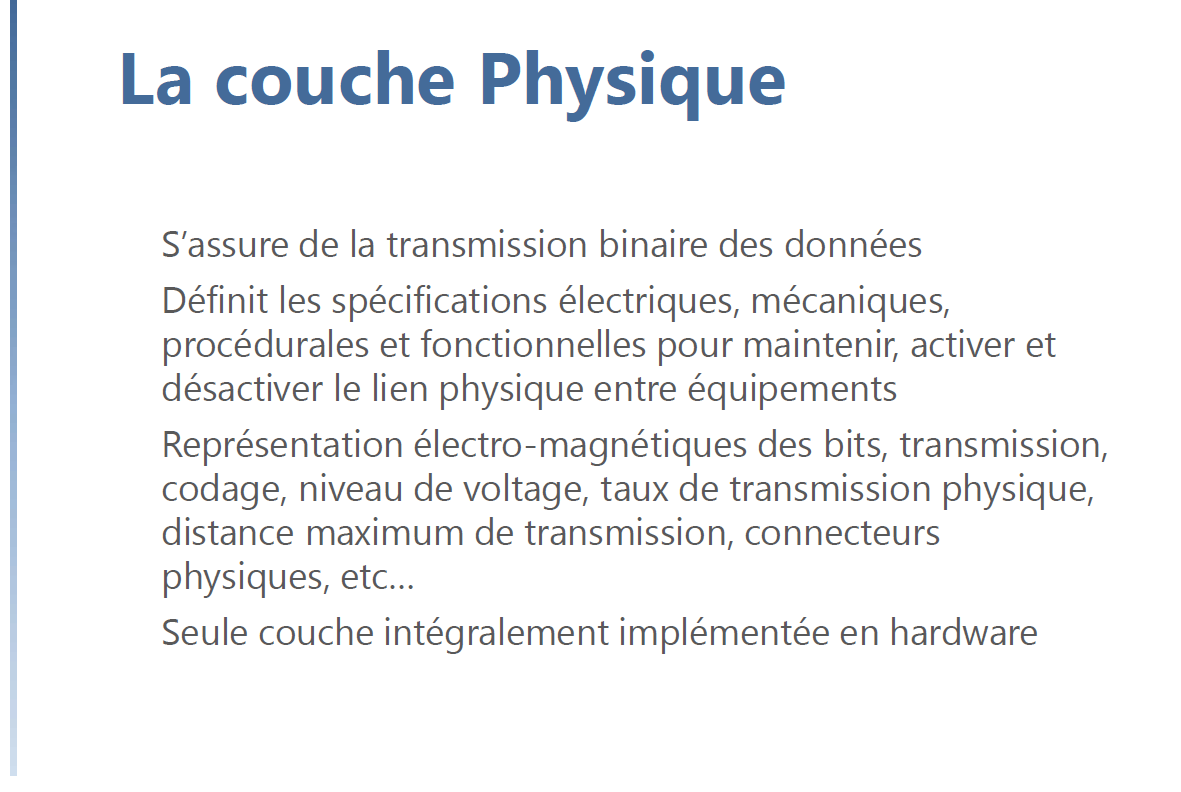 La couche Physique
S’assure de la transmission binaire des données
Définit les spécifications électriques, mécaniques,
procédurales et fonctionnelles pour maintenir, activer et
désactiver le lien physique entre équipements
Représentation électro-magnétiques des bits, transmission,
codage, niveau de voltage, taux de transmission physique,
distance maximum de transmission, connecteurs
physiques, etc…
Seule couche intégralement implémentée en hardware